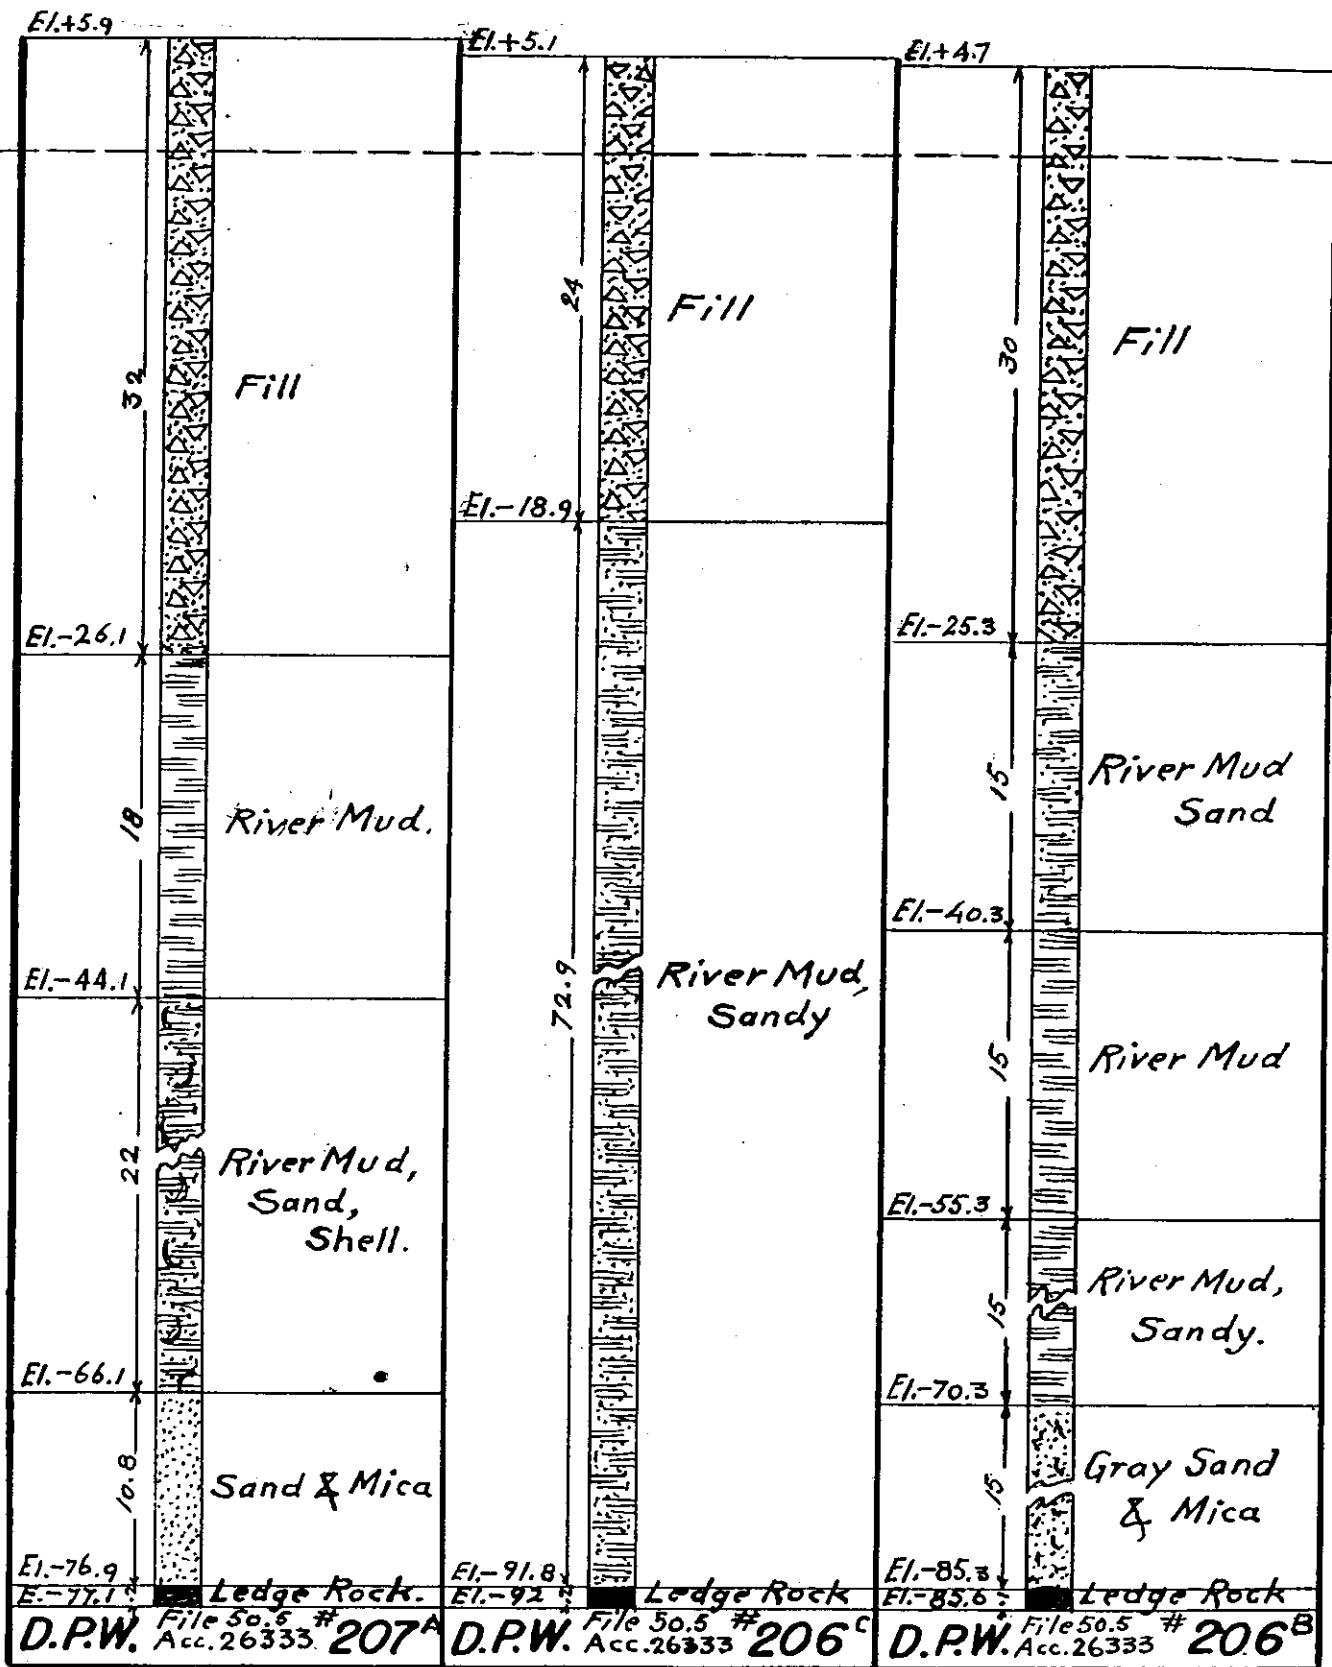 El.+5.9
32
Fill
El.-26.1
18
River Mud.
El.-44.1
22
River Mud,
Sand,
Shell.
El.-66.1
10.8
Sand & Mica
El.-76.9
E.-77.1
.2
Ledge Rock.
D.P.W. File 50.5 # 207A
Acc. 26333
El.+5.1
24
Fill
El.-18.9
72.9
River Mud,
Sandy
El.-91.8
El.-92
.2
Ledge Rock
D.P.W. File 50.5 # 206C
Acc. 26333
El.+4.7
30
Fill
El.-25.3
15
River Mud
Sand
El.-40.3
15
River Mud
El.-55.3
15
River Mud,
Sandy.
El.-70.3
15
Gray Sand
& Mica
El.-85.3
El.-85.6
Ledge Rock
D.P.W. File 50.5 # 206B
Acc. 26333